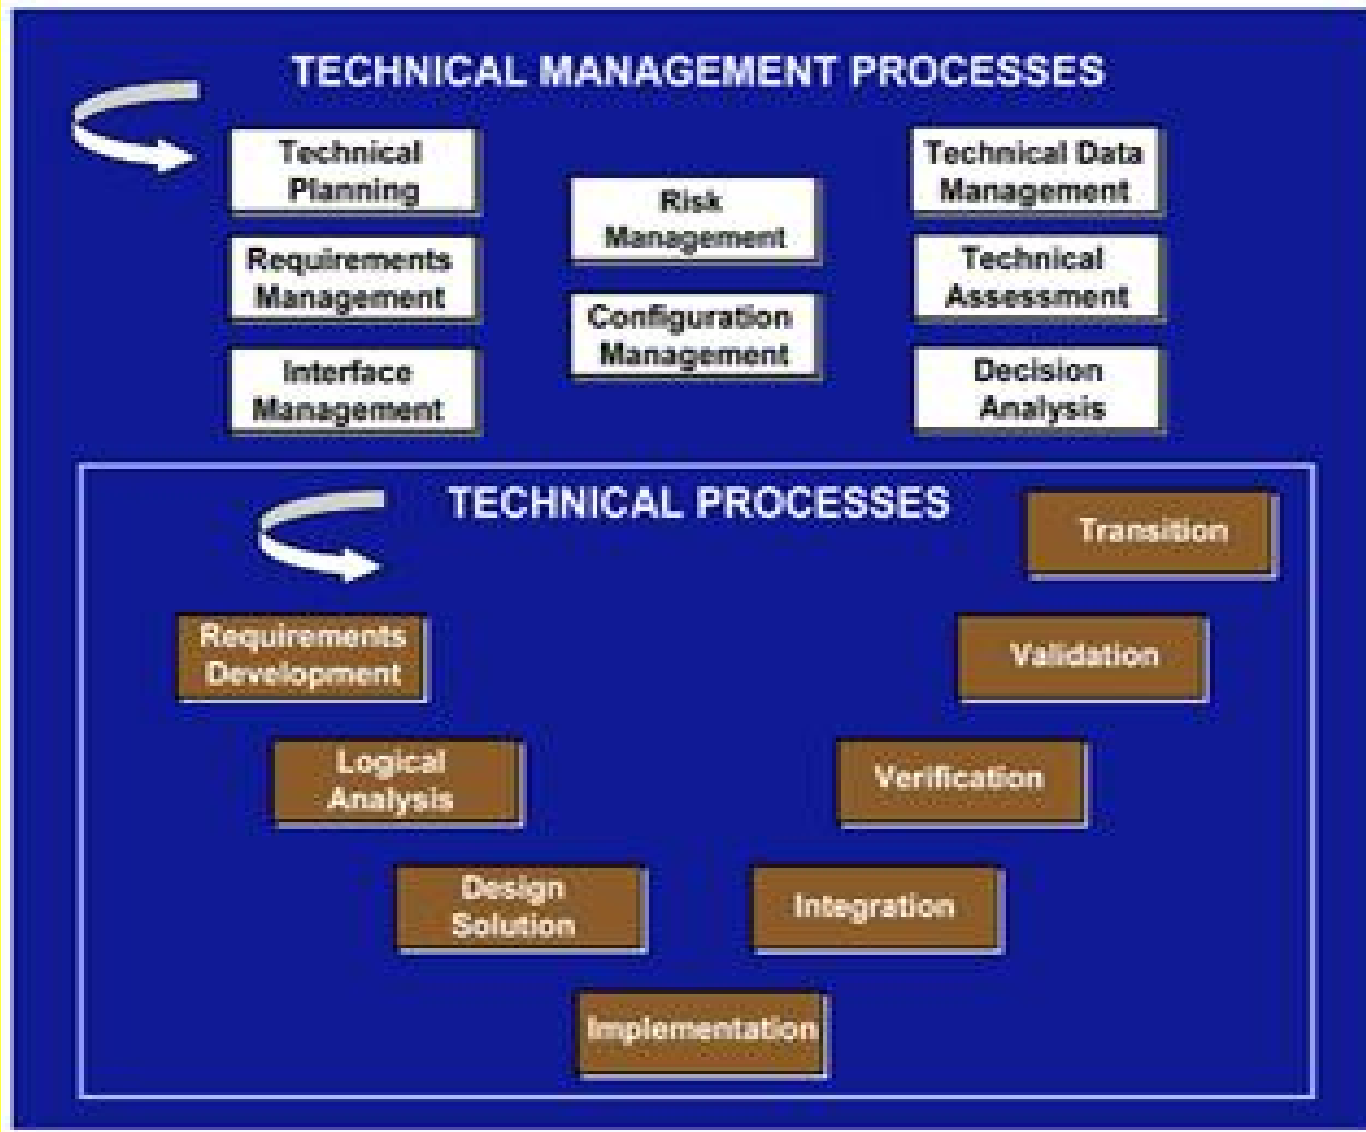 TECHNICAL MANAGEMENT PROCESSES
Technical
Planning
Requirements
Management
Interface
Management
Risk
Management
Configuration
Management
Technical Data
Management
Technical
Assessment
Decision
Analysis
TECHNICAL PROCESSES
Requirements
Development
Logical
Analysis
Design
Solution
Implementation
Integration
Verification
Validation
Transition